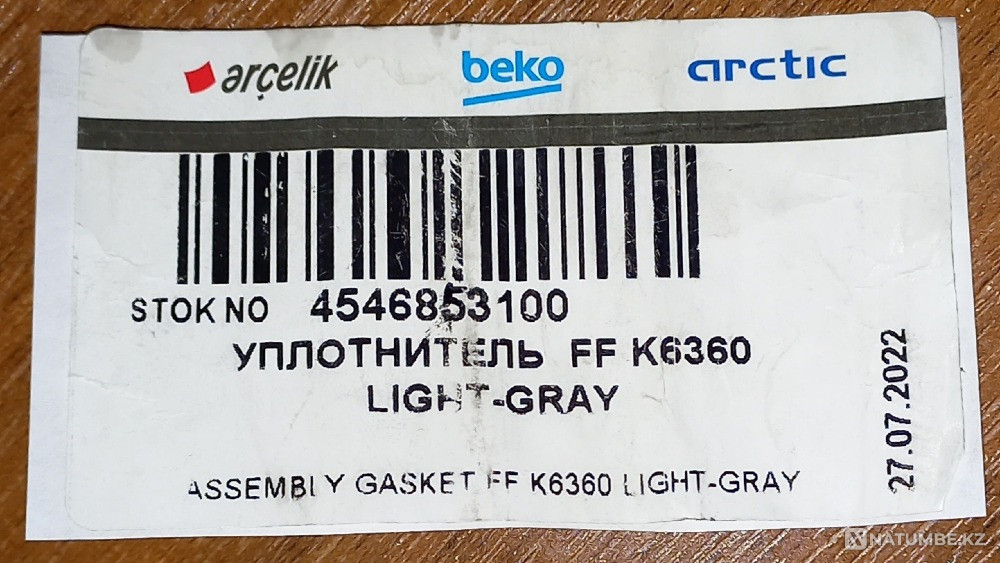 arçelik beko arctic
STOK NO 4546853100
УПЛОТНИТЕЛЬ FF K6360
LIGHT-GRAY
ASSEMBLY GASKET FF K6360 LIGHT-GRAY
27.07.2022
NATUMBE.KZ